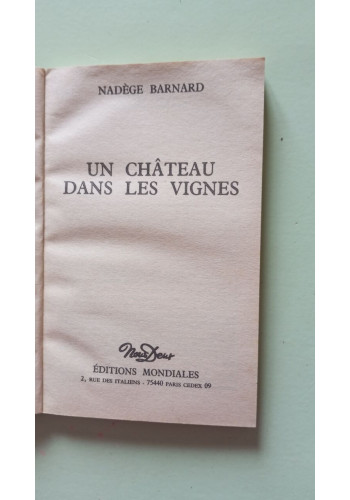 NADÈGE BARNARD
UN CHÂTEAU
DANS LES VIGNES
Nous Deux
ÉDITIONS MONDIALES
2, RUE DES ITALIENS - 75440 PARIS CEDEX 09